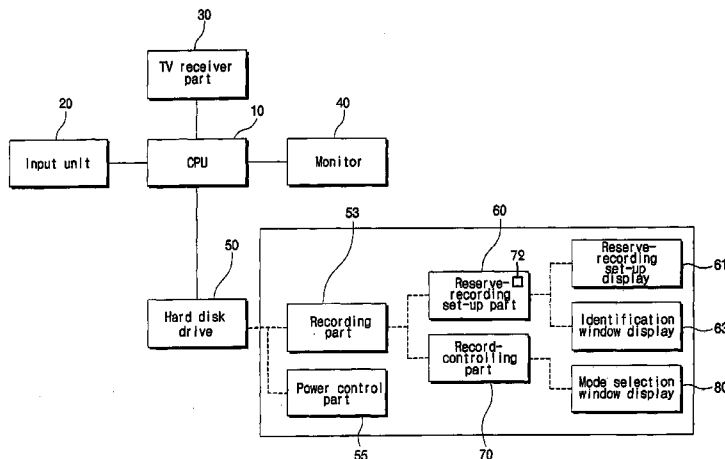 30
TV receiver
part
20
10
40
Input unit
CPU
Monitor
53
60
72
50
Reserve-
recording
set-up part
Reserve-
recording
set-up display
61
Hard disk
drive
Recording
part
Identification
window display
63
Record-
controlling
part
Power control
part
Mode selection
window display
80
55
70